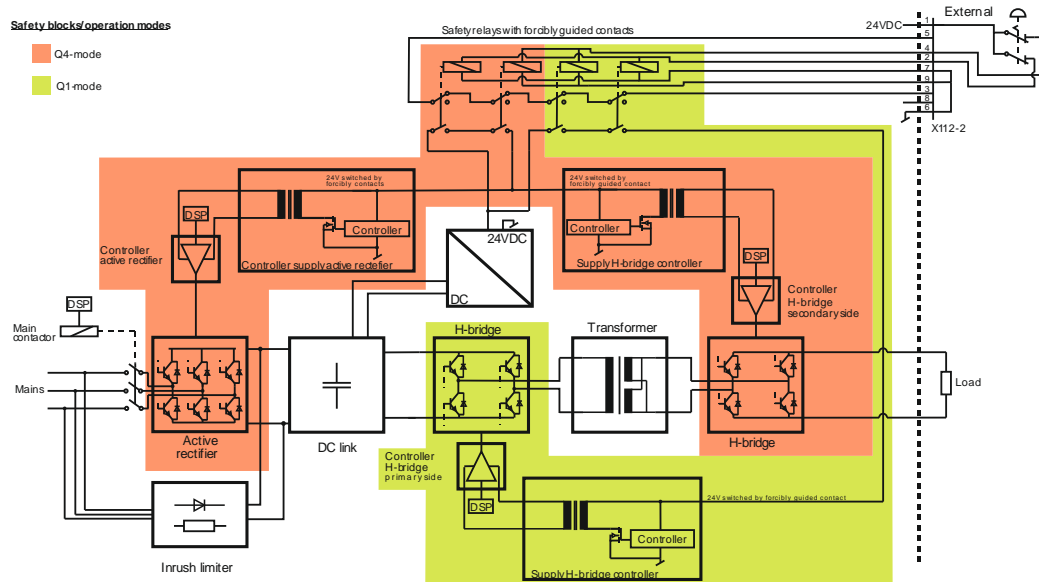 Safety blocks/operation modes
Q4-mode
Q1-mode
Safety relays with forcibly guided contacts
24VDC
External
1
5
4
2
7
9
3
8
6
X112-2
24V switched by
forcibly contacts
Controller
Controller supply active rectefier
DSP
Controller
active rectifier
24V switched by
forcibly guided contact
Controller
Supply H-bridge controller
24VDC
DC
DSP
Controller
H-bridge
secondary side
DSP
Main
contactor
Mains
Active
rectifier
DC link
H-bridge
Transformer
H-bridge
Load
Controller
H-bridge
primary side
DSP
24V switched by forcibly guided contact
Controller
Supply H-bridge controller
Inrush limiter